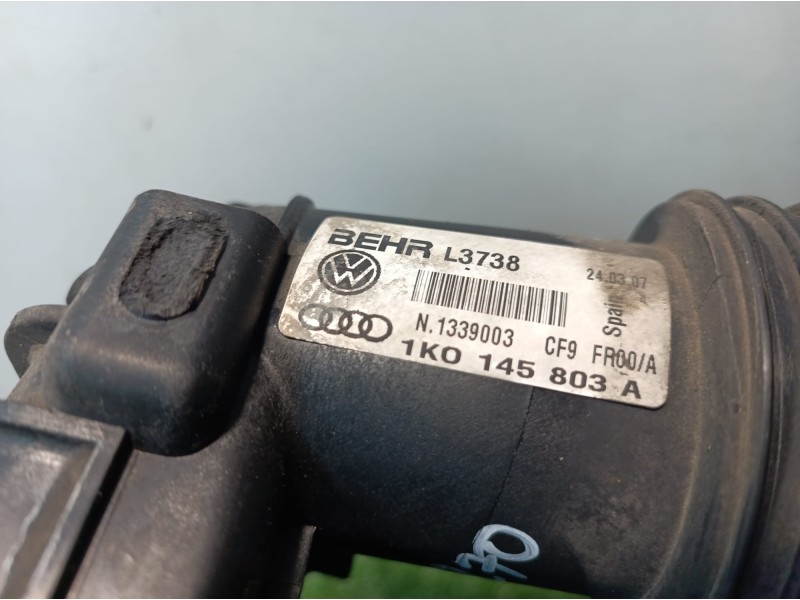 BEHR L3738
24.03.07
Spain
N.1339003 CF9 FR00/A
1K0 145 803 A